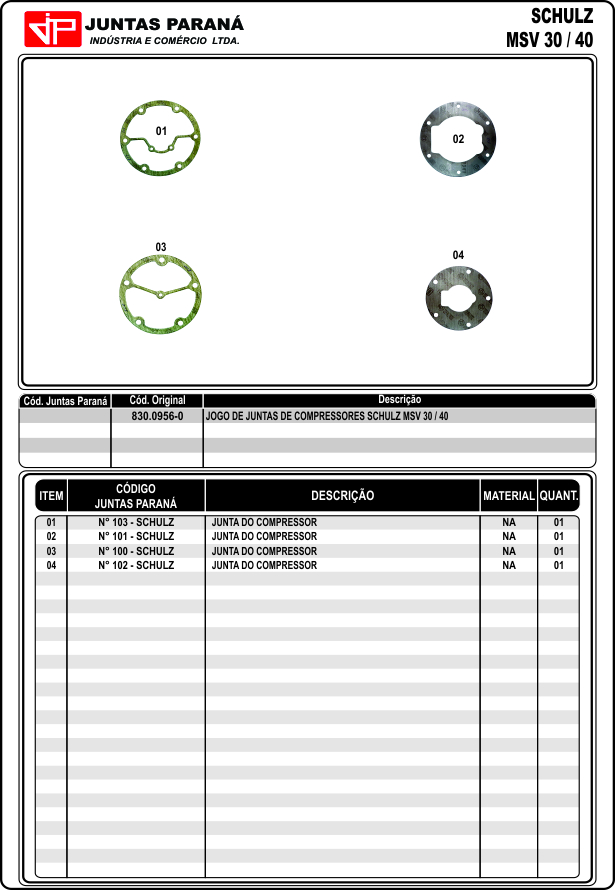 JP JUNTAS PARANÁ
INDÚSTRIA E COMÉRCIO LTDA.
SCHULZ
MSV 30 / 40
01
02
03
04
Cód. Juntas Paraná Cód. Original Descrição
830.0956-0 JOGO DE JUNTAS DE COMPRESSORES SCHULZ MSV 30 / 40
ITEM CÓDIGO JUNTAS PARANÁ DESCRIÇÃO MATERIAL QUANT.
01 N° 103 - SCHULZ JUNTA DO COMPRESSOR NA 01
02 N° 101 - SCHULZ JUNTA DO COMPRESSOR NA 01
03 N° 100 - SCHULZ JUNTA DO COMPRESSOR NA 01
04 N° 102 - SCHULZ JUNTA DO COMPRESSOR NA 01